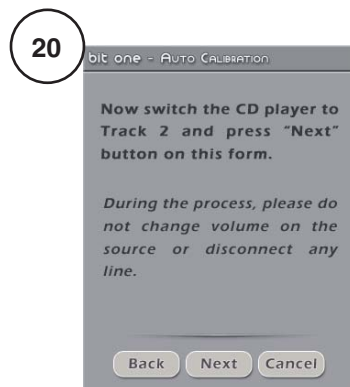 20
bit one - Auto Calibration
Now switch the CD player to
Track 2 and press "Next"
button on this form.
During the process, please do
not change volume on the
source or disconnect any
line.
Back Next Cancel